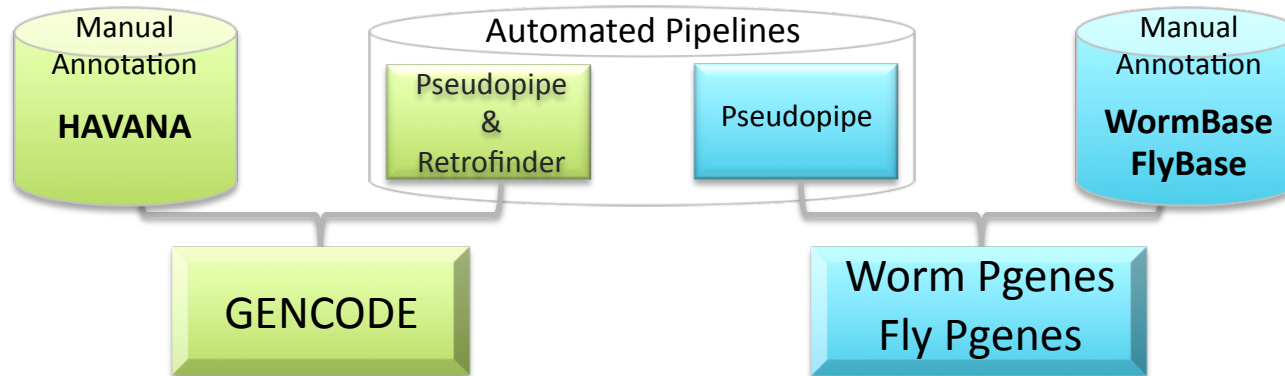 Manual
Annotation
HAVANA
Automated Pipelines
Pseudopipe
&
Retrofinder
Pseudopipe
Manual
Annotation
WormBase
FlyBase
GENCODE
Worm Pgenes
Fly Pgenes